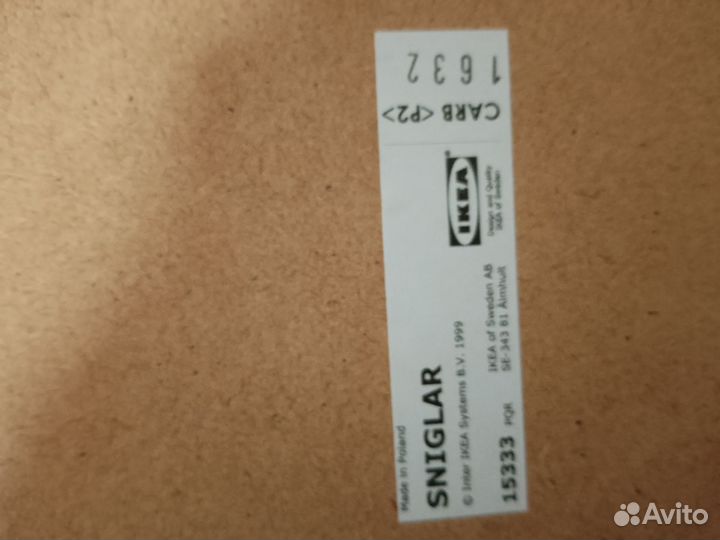 Made in Poland
SNIGLAR
© Inter IKEA Systems B.V. 1999
15333 PQR
IKEA of Sweden AB
SE-343 81 Älmhult
IKEA®
Design and Quality
IKEA of Sweden
CARB <P2>
1632
Avito